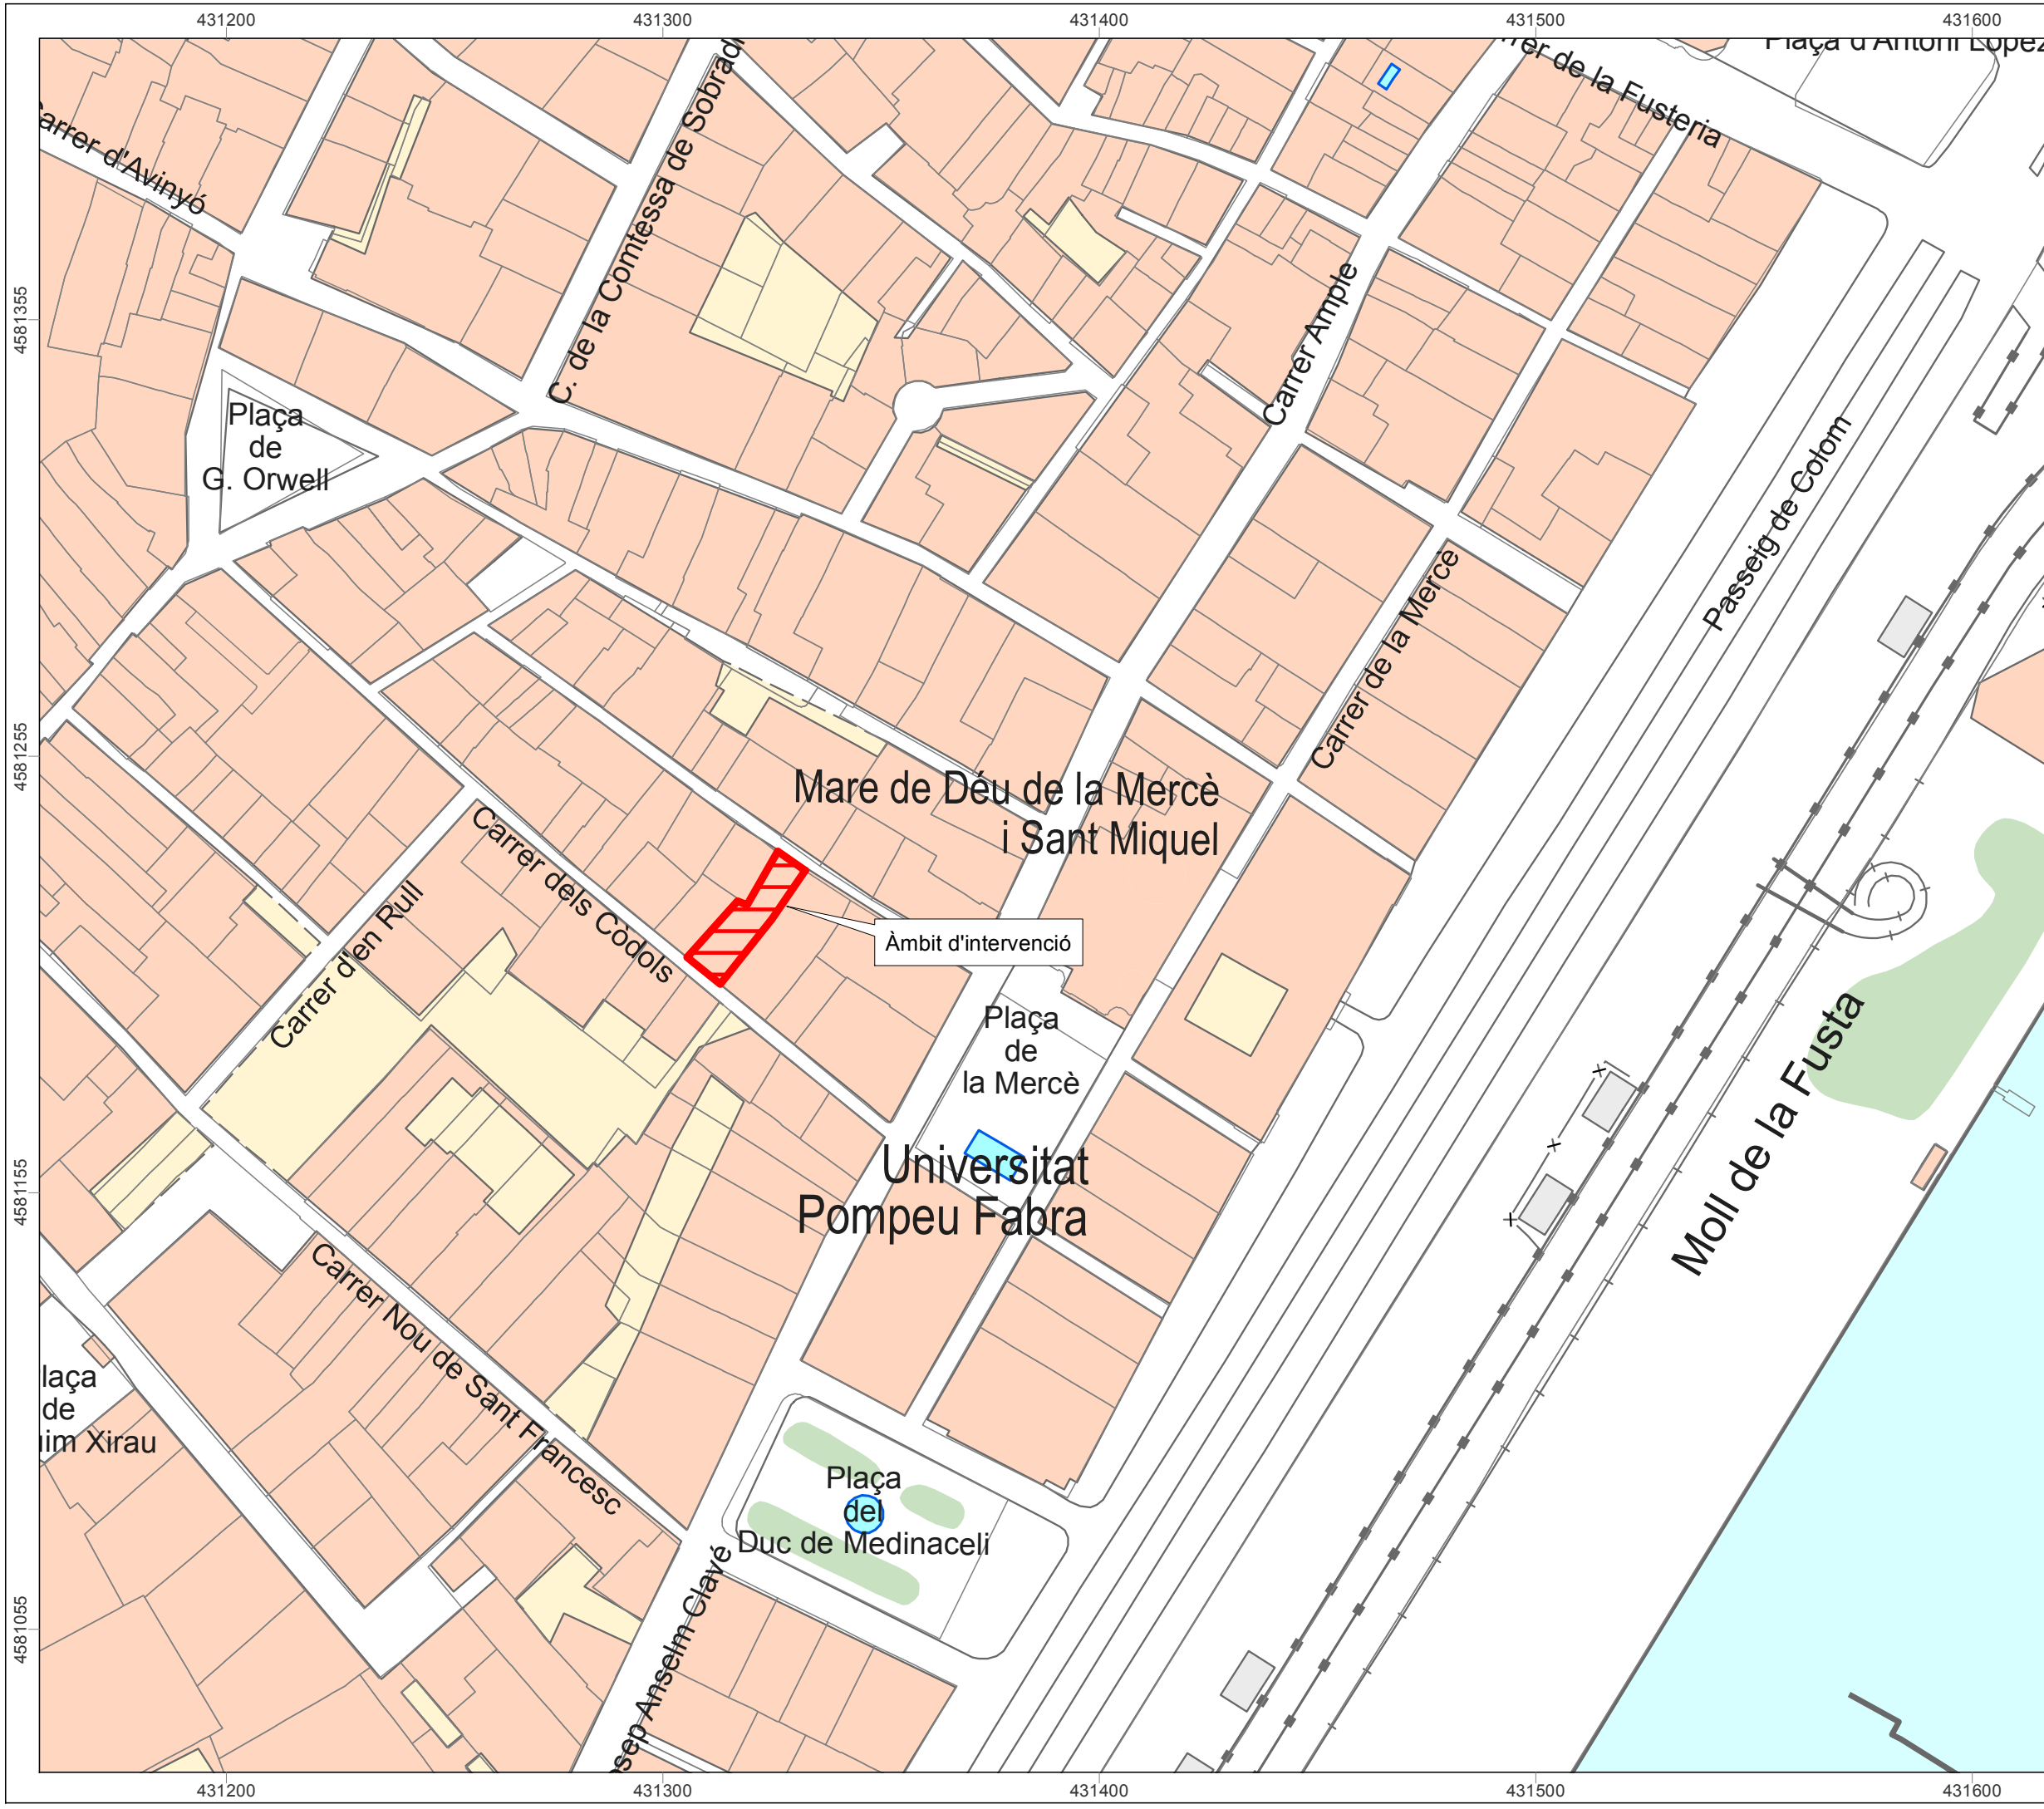 431200
431300
431400
431500
431600
Plaça d'Antoni López
Carrer de la Fusteria
C. de la Comtessa de Sobradi
Carrer d'Avinyó
4581355
Carrer Ample
Plaça
de
G. Orwell
Passeig de Colom
Carrer de la Mercè
4581255
Mare de Déu de la Mercè
i Sant Miquel
Carrer dels Còdols
Carrer d'en Rull
Àmbit d'intervenció
Plaça
de
la Mercè
Moll de la Fusta
4581155
Universitat
Pompeu Fabra
Carrer Nou de Sant Francesc
laça
de
uim Xirau
Plaça
del
Duc de Medinaceli
osep Anselm Clavé
4581055
431200
431300
431400
431500
431600